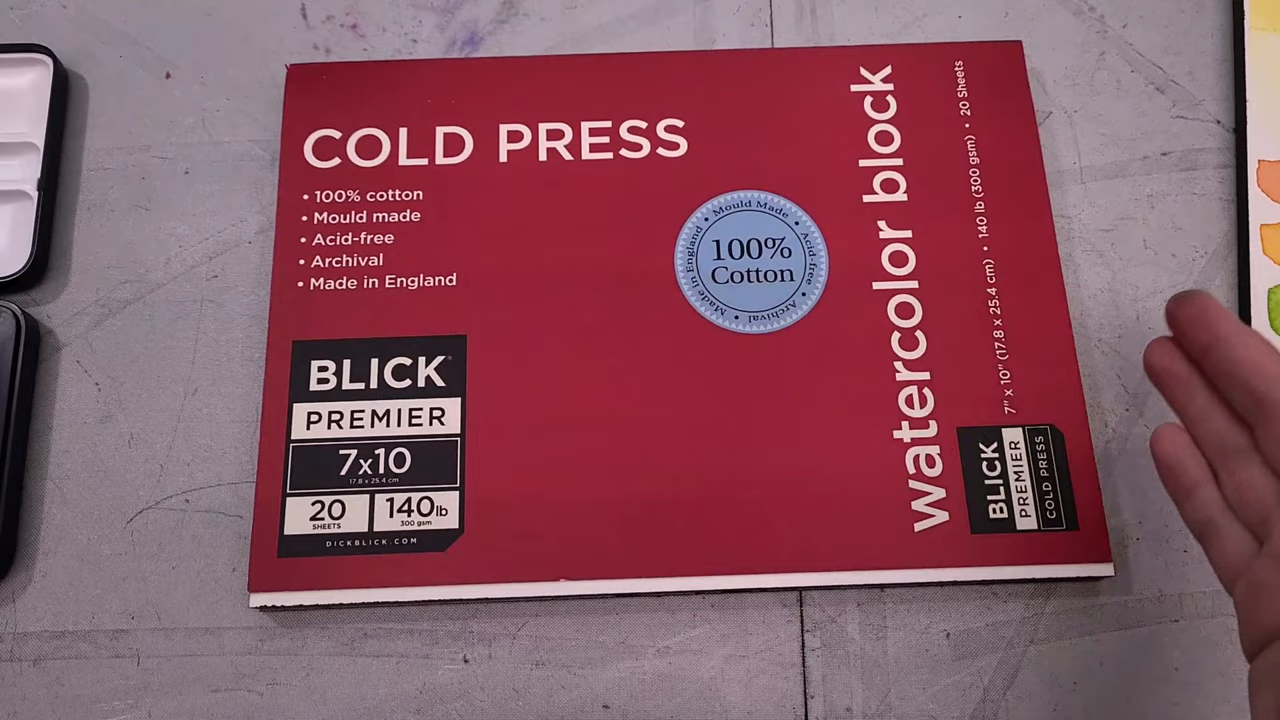 COLD PRESS
• 100% cotton
• Mould made
• Acid-free
• Archival
• Made in England
Mould Made • Acid-free • Archival • Made in England •
100%
Cotton
watercolor block
7" x 10" (17.8 x 25.4 cm) • 140 lb (300 gsm) • 20 Sheets
BLICK®
PREMIER
7x10
17.8 x 25.4 cm
20
SHEETS
140lb
300 gsm
DICKBLICK.COM
BLICK
PREMIER
COLD PRESS